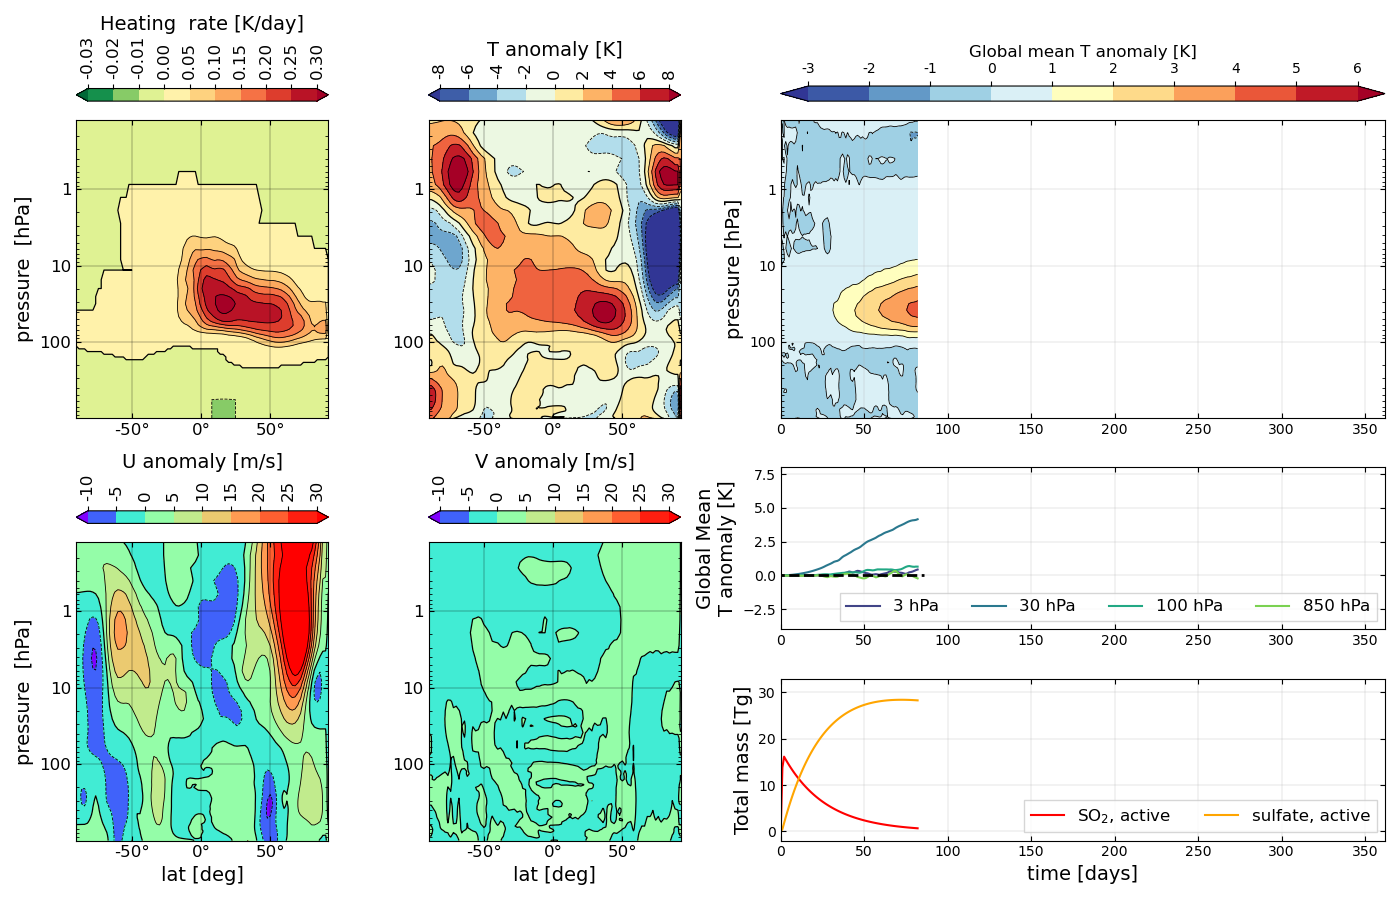 Heating  rate [K/day]
-0.03 -0.02 -0.01 0.00 0.05 0.10 0.15 0.20 0.25 0.30
pressure  [hPa]
1
10
100
-50° 0° 50°
T anomaly [K]
-8 -6 -4 -2 0 2 4 6 8
1
10
100
-50° 0° 50°
Global mean T anomaly [K]
-3 -2 -1 0 1 2 3 4 5 6
pressure  [hPa]
1
10
100
0 50 100 150 200 250 300 350
U anomaly [m/s]
-10 -5 0 5 10 15 20 25 30
pressure  [hPa]
1
10
100
-50° 0° 50°
lat [deg]
V anomaly [m/s]
-10 -5 0 5 10 15 20 25 30
1
10
100
-50° 0° 50°
lat [deg]
Global Mean
T anomaly [K]
7.5
5.0
2.5
0.0
−2.5
3 hPa 30 hPa 100 hPa 850 hPa
0 50 100 150 200 250 300 350
Total mass [Tg]
30
20
10
0
SO₂, active sulfate, active
0 50 100 150 200 250 300 350
time [days]